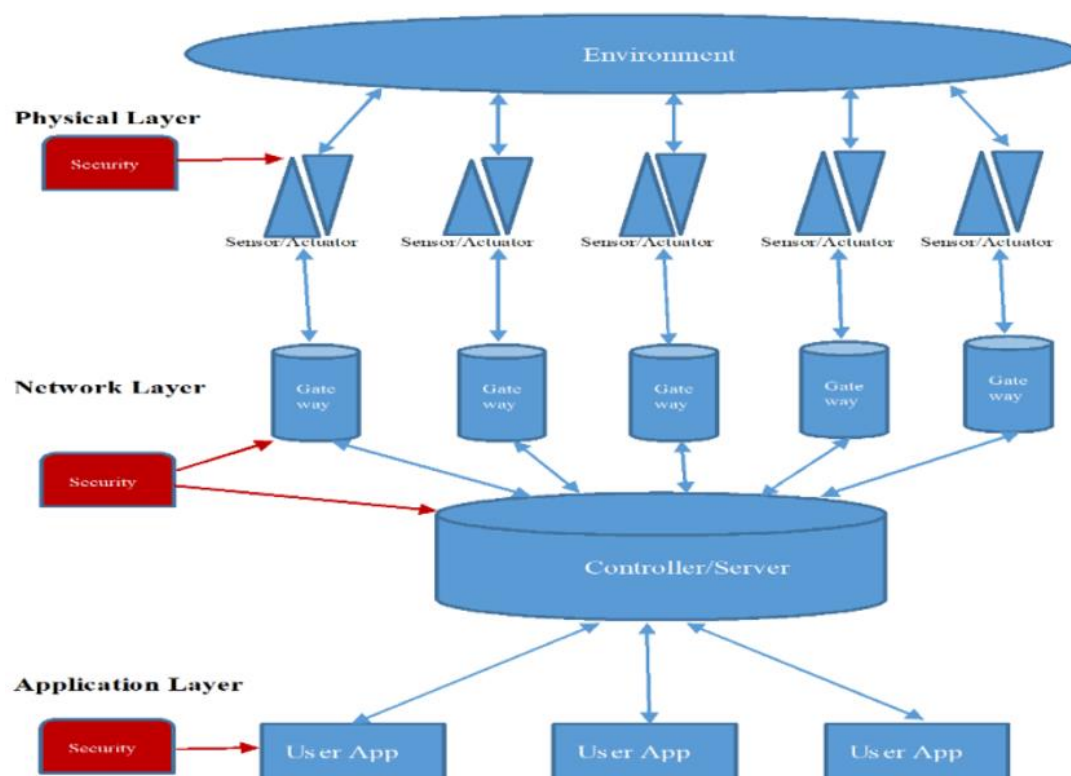 Environment
Physical Layer
Security
Sensor/Actuator
Sensor/Actuator
Sensor/Actuator
Sensor/Actuator
Sensor/Actuator
Network Layer
Gate
way
Gate
way
Gate
way
Gate
way
Gate
way
Security
Controller/Server
Application Layer
Security
User App
User App
User App